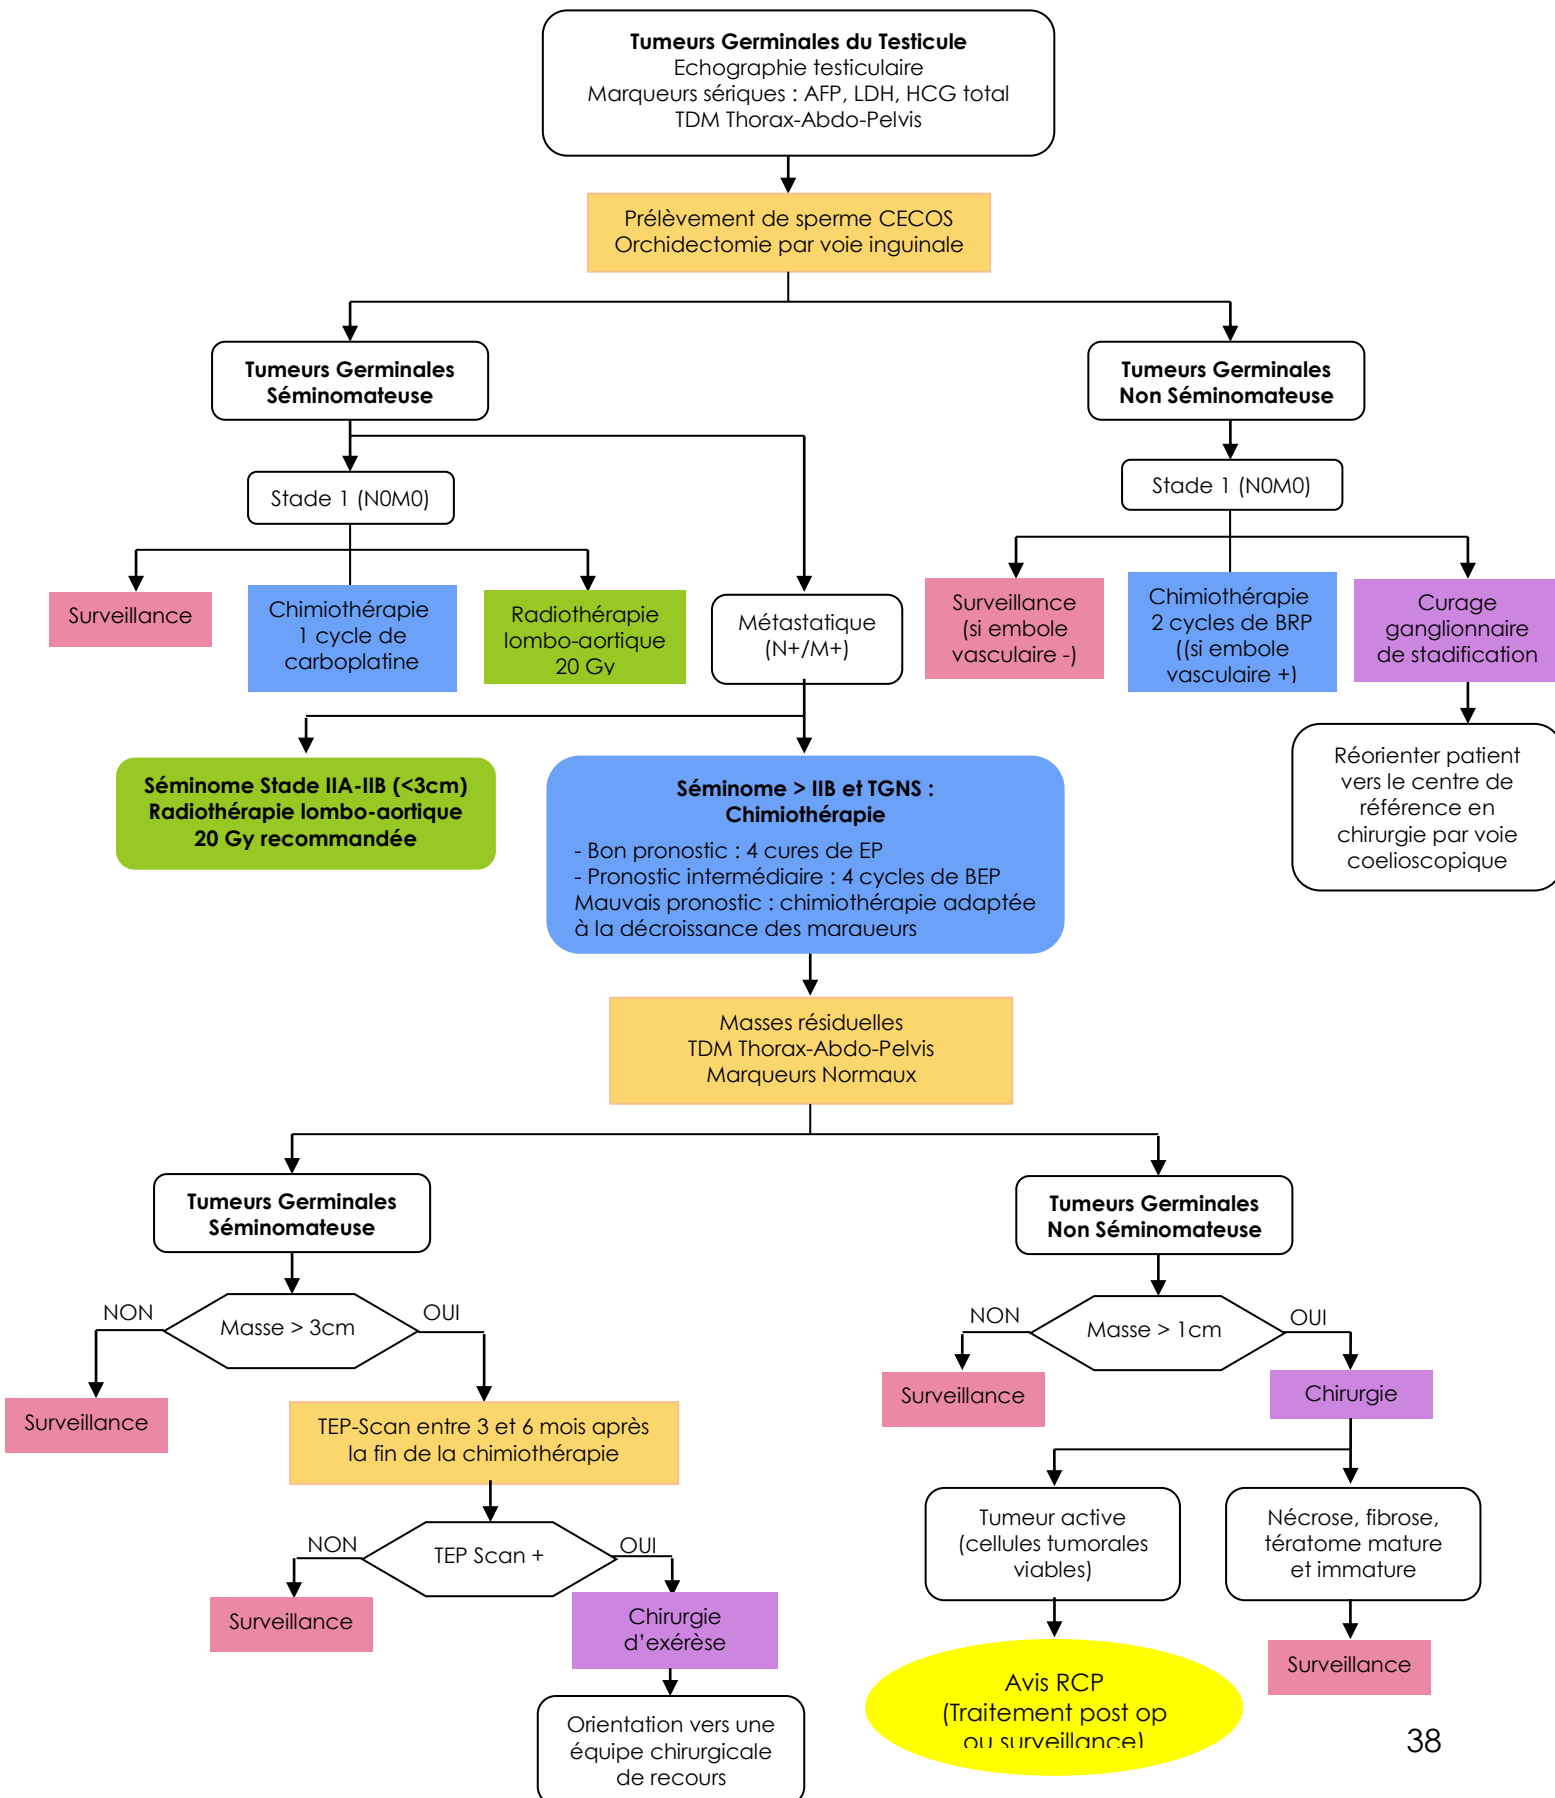 Tumeurs Germinales du Testicule
Echographie testiculaire
Marqueurs sériques : AFP, LDH, HCG total
TDM Thorax-Abdo-Pelvis
Prélèvement de sperme CECOS
Orchidectomie par voie inguinale
Tumeurs Germinales
Séminomateuse
Tumeurs Germinales
Non Séminomateuse
Stade 1 (N0M0)
Stade 1 (N0M0)
Surveillance
Chimiothérapie
1 cycle de
carboplatine
Radiothérapie
lombo-aortique
20 Gy
Métastatique
(N+/M+)
Surveillance
(si embole
vasculaire -)
Chimiothérapie
2 cycles de BRP
((si embole
vasculaire +)
Curage
ganglionnaire
de stadification
Réorienter patient
vers le centre de
référence en
chirurgie par voie
coelioscopique
Séminome Stade IIA-IIB (<3cm)
Radiothérapie lombo-aortique
20 Gy recommandée
Séminome > IIB et TGNS :
Chimiothérapie
- Bon pronostic : 4 cures de EP
- Pronostic intermédiaire : 4 cycles de BEP
Mauvais pronostic : chimiothérapie adaptée
à la décroissance des marqueurs
Masses résiduelles
TDM Thorax-Abdo-Pelvis
Marqueurs Normaux
Tumeurs Germinales
Séminomateuse
Tumeurs Germinales
Non Séminomateuse
NON
Masse > 3cm
OUI
NON
Masse > 1cm
OUI
Surveillance
TEP-Scan entre 3 et 6 mois après
la fin de la chimiothérapie
Surveillance
Chirurgie
NON
TEP Scan +
OUI
Tumeur active
(cellules tumorales
viables)
Nécrose, fibrose,
tératome mature
et immature
Surveillance
Chirurgie
d'exérèse
Avis RCP
(Traitement post op
ou surveillance)
Surveillance
Orientation vers une
équipe chirurgicale
de recours
38